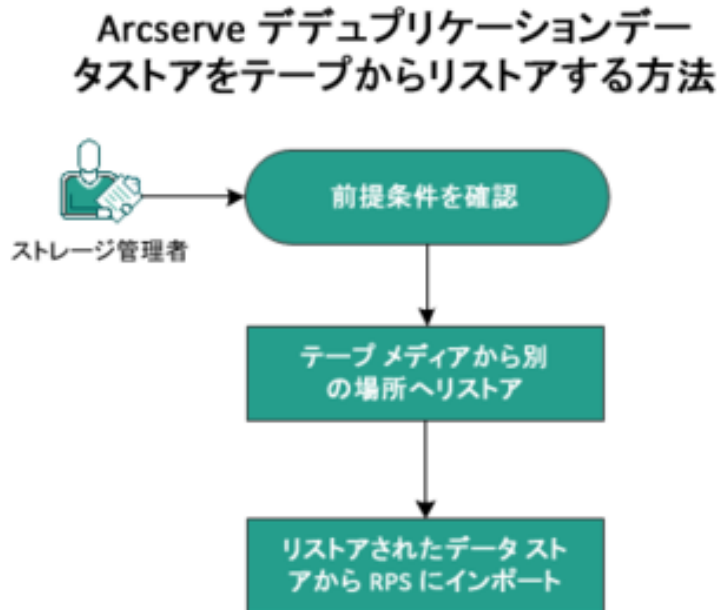 Arcserve デデュプリケーションデー
タストアをテープからリストアする方法
前提条件を確認
ストレージ管理者
テープ メディアから別
の場所へリストア
リストアされたデータ スト
アから RPS にインポート